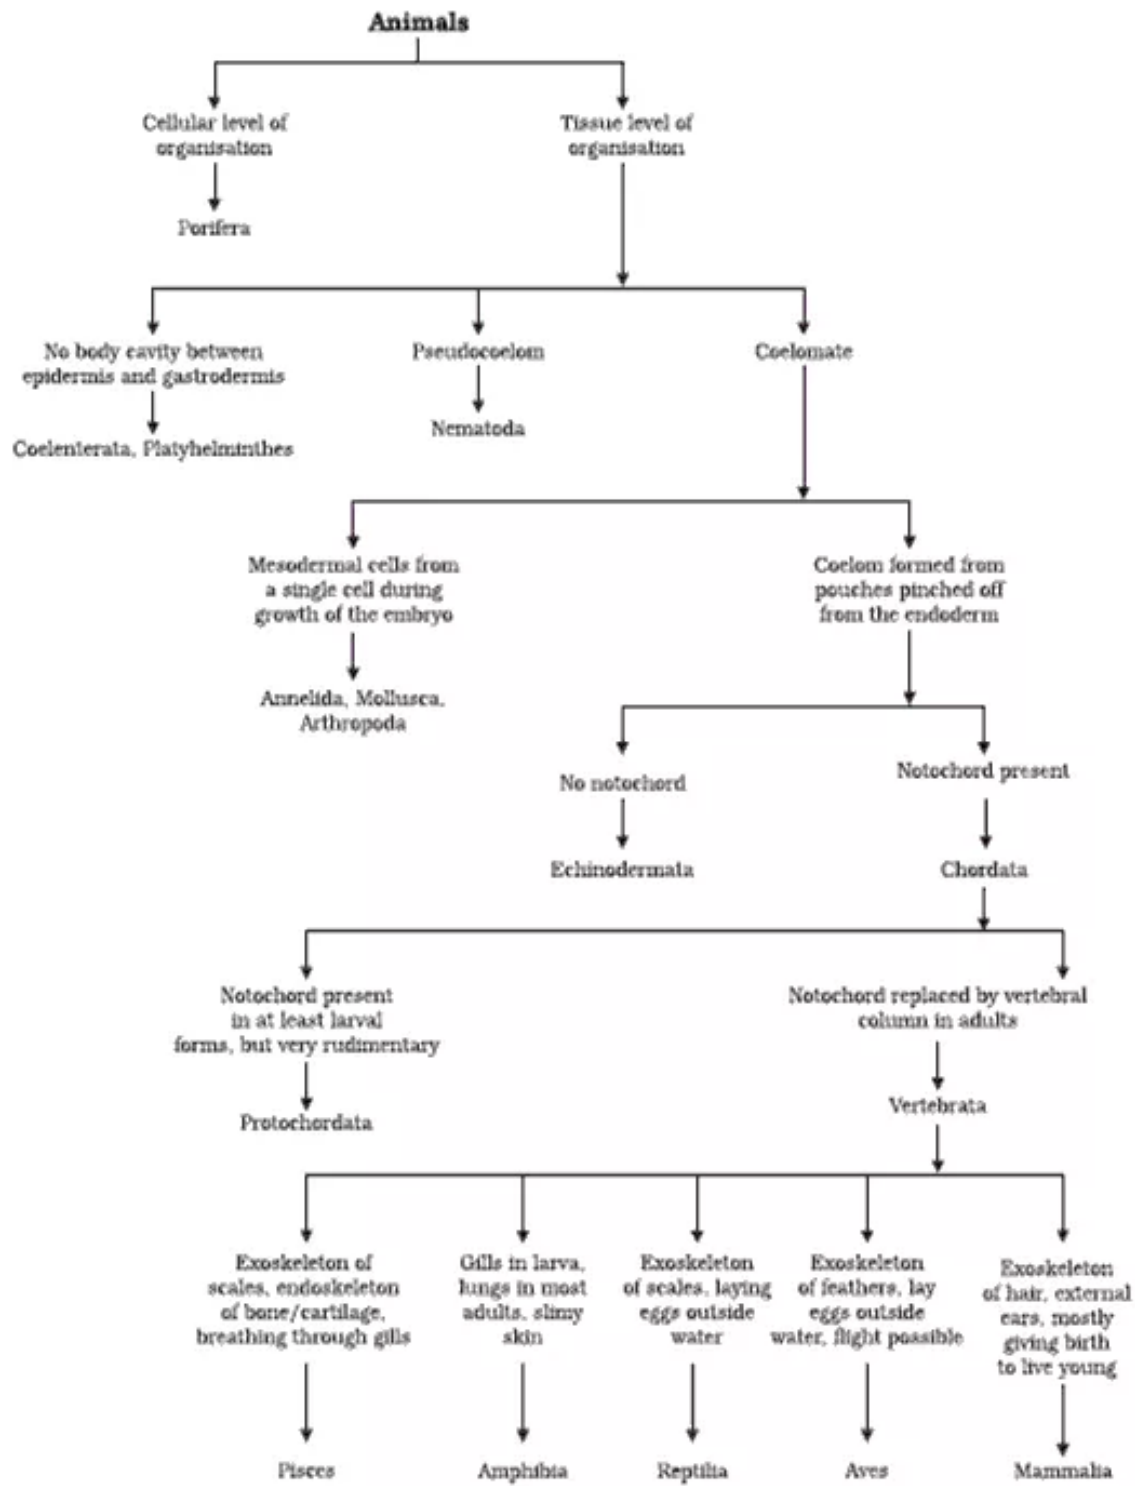 Animals
Cellular level of
organisation
Tissue level of
organisation
Porifera
No body cavity between
epidermis and gastrodermis
Pseudocoelom
Coelomate
Nematoda
Coelenterata, Platyhelminthes
Mesodermal cells from
a single cell during
growth of the embryo
Coelom formed from
pouches pinched off
from the endoderm
Annelida, Mollusca,
Arthropoda
No notochord
Notochord present
Echinodermata
Chordata
Notochord present
in at least larval
forms, but very rudimentary
Notochord replaced by vertebral
column in adults
Protochordata
Vertebrata
Exoskeleton of
scales, endoskeleton
of bone/cartilage,
breathing through gills
Gills in larva,
lungs in most
adults, slimy
skin
Exoskeleton
of scales, laying
eggs outside
water
Exoskeleton
of feathers, lay
eggs outside
water, flight possible
Exoskeleton
of hair, external
ears, mostly
giving birth
to live young
Pisces
Amphibia
Reptilia
Aves
Mammalia